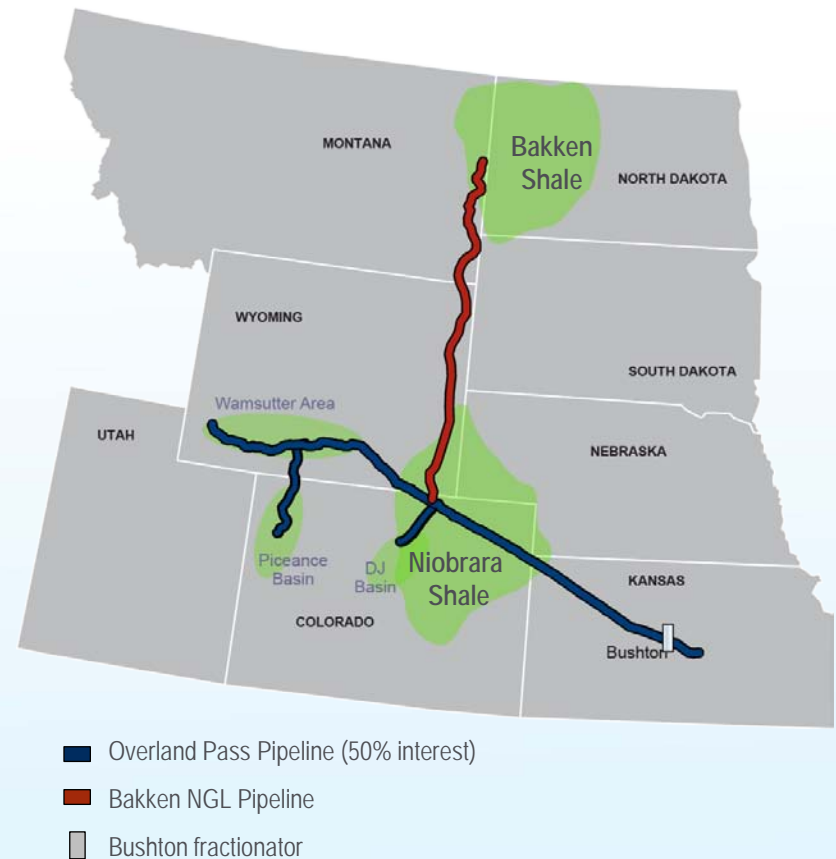 MONTANA
Bakken
Shale
NORTH DAKOTA
WYOMING
SOUTH DAKOTA
Wamsutter Area
UTAH
NEBRASKA
Piceance
Basin
DJ
Basin
Niobrara
Shale
KANSAS
COLORADO
Bushton
Overland Pass Pipeline (50% interest)
Bakken NGL Pipeline
Bushton fractionator